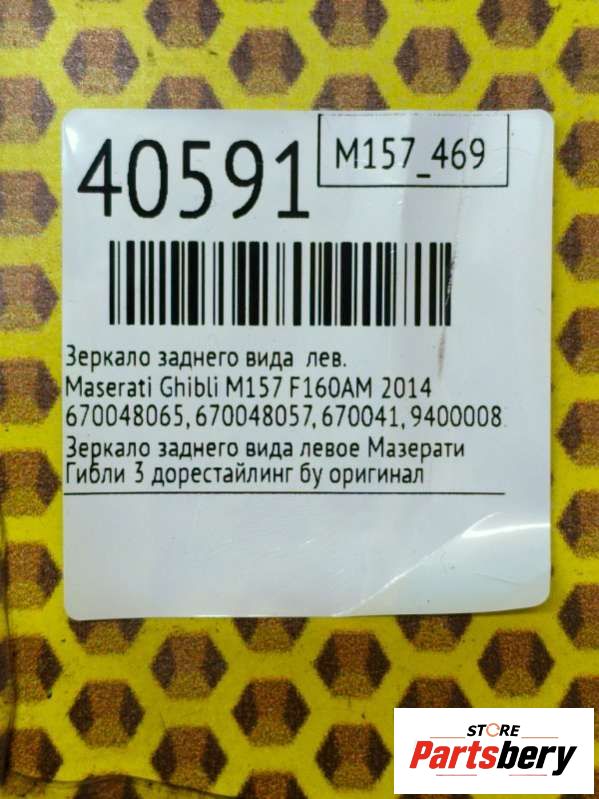 40591
M157_469
Зеркало заднего вида лев.
Maserati Ghibli M157 F160AM 2014
670048065, 670048057, 670041, 9400008
Зеркало заднего вида левое Мазерати
Гибли 3 дорестайлинг бу оригинал
STORE
Partsbery